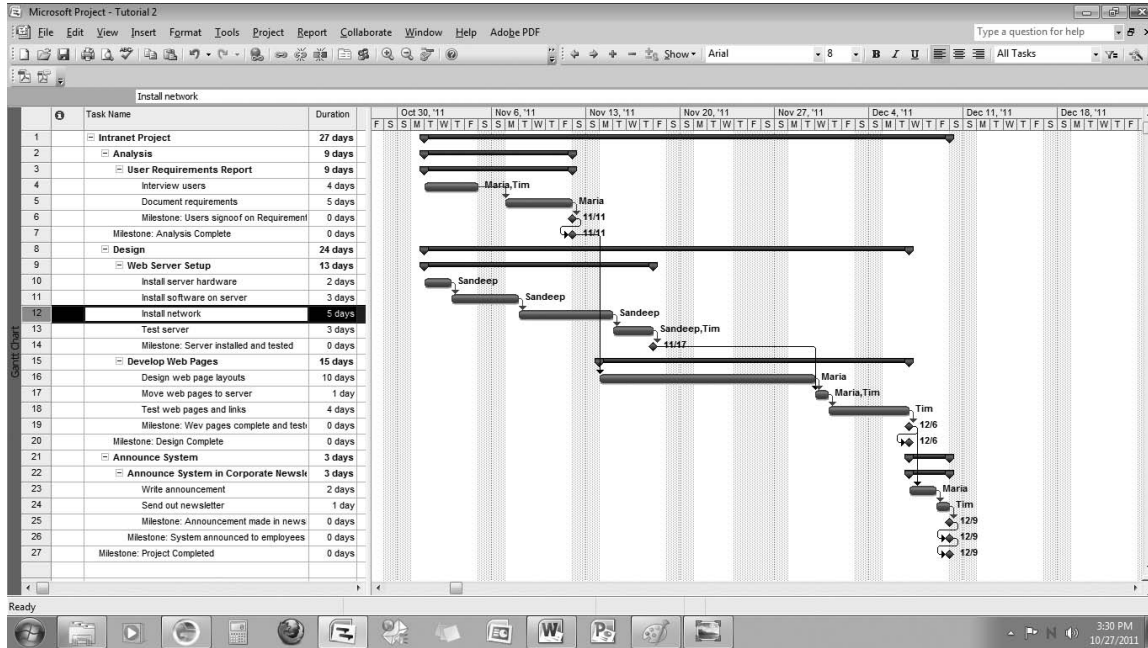 Microsoft Project - Tutorial 2
File Edit View Insert Format Tools Project Report Collaborate Window Help Adobe PDF
Type a question for help
Show Arial 8 B I U All Tasks
Install network
Task Name Duration Oct 30, '11 Nov 6, '11 Nov 13, '11 Nov 20, '11 Nov 27, '11 Dec 4, '11 Dec 11, '11 Dec 18, '11
F S S M T W T F S S M T W T F S S M T W T F S S M T W T F S S M T W T F S S M T W T F S S M T W T F S S M T W T F
1 Intranet Project 27 days
2 Analysis 9 days
3 User Requirements Report 9 days
4 Interview users 4 days Maria,Tim
5 Document requirements 5 days Maria
6 Milestone: Users signoof on Requirement 0 days 11/11
7 Milestone: Analysis Complete 0 days 11/11
8 Design 24 days
9 Web Server Setup 13 days
10 Install server hardware 2 days Sandeep
11 Install software on server 3 days Sandeep
12 Install network 5 days Sandeep
13 Test server 3 days Sandeep,Tim
14 Milestone: Server installed and tested 0 days 11/17
15 Develop Web Pages 15 days
16 Design web page layouts 10 days Maria
17 Move web pages to server 1 day Maria,Tim
18 Test web pages and links 4 days Tim
19 Milestone: Wev pages complete and test 0 days 12/6
20 Milestone: Design Complete 0 days 12/6
21 Announce System 3 days
22 Announce System in Corporate Newsle 3 days
23 Write announcement 2 days Maria
24 Send out newsletter 1 day Tim
25 Milestone: Announcement made in news 0 days 12/9
26 Milestone: System announced to employees 0 days 12/9
27 Milestone: Project Completed 0 days 12/9
Gantt Chart
Ready
3:30 PM
10/27/2011